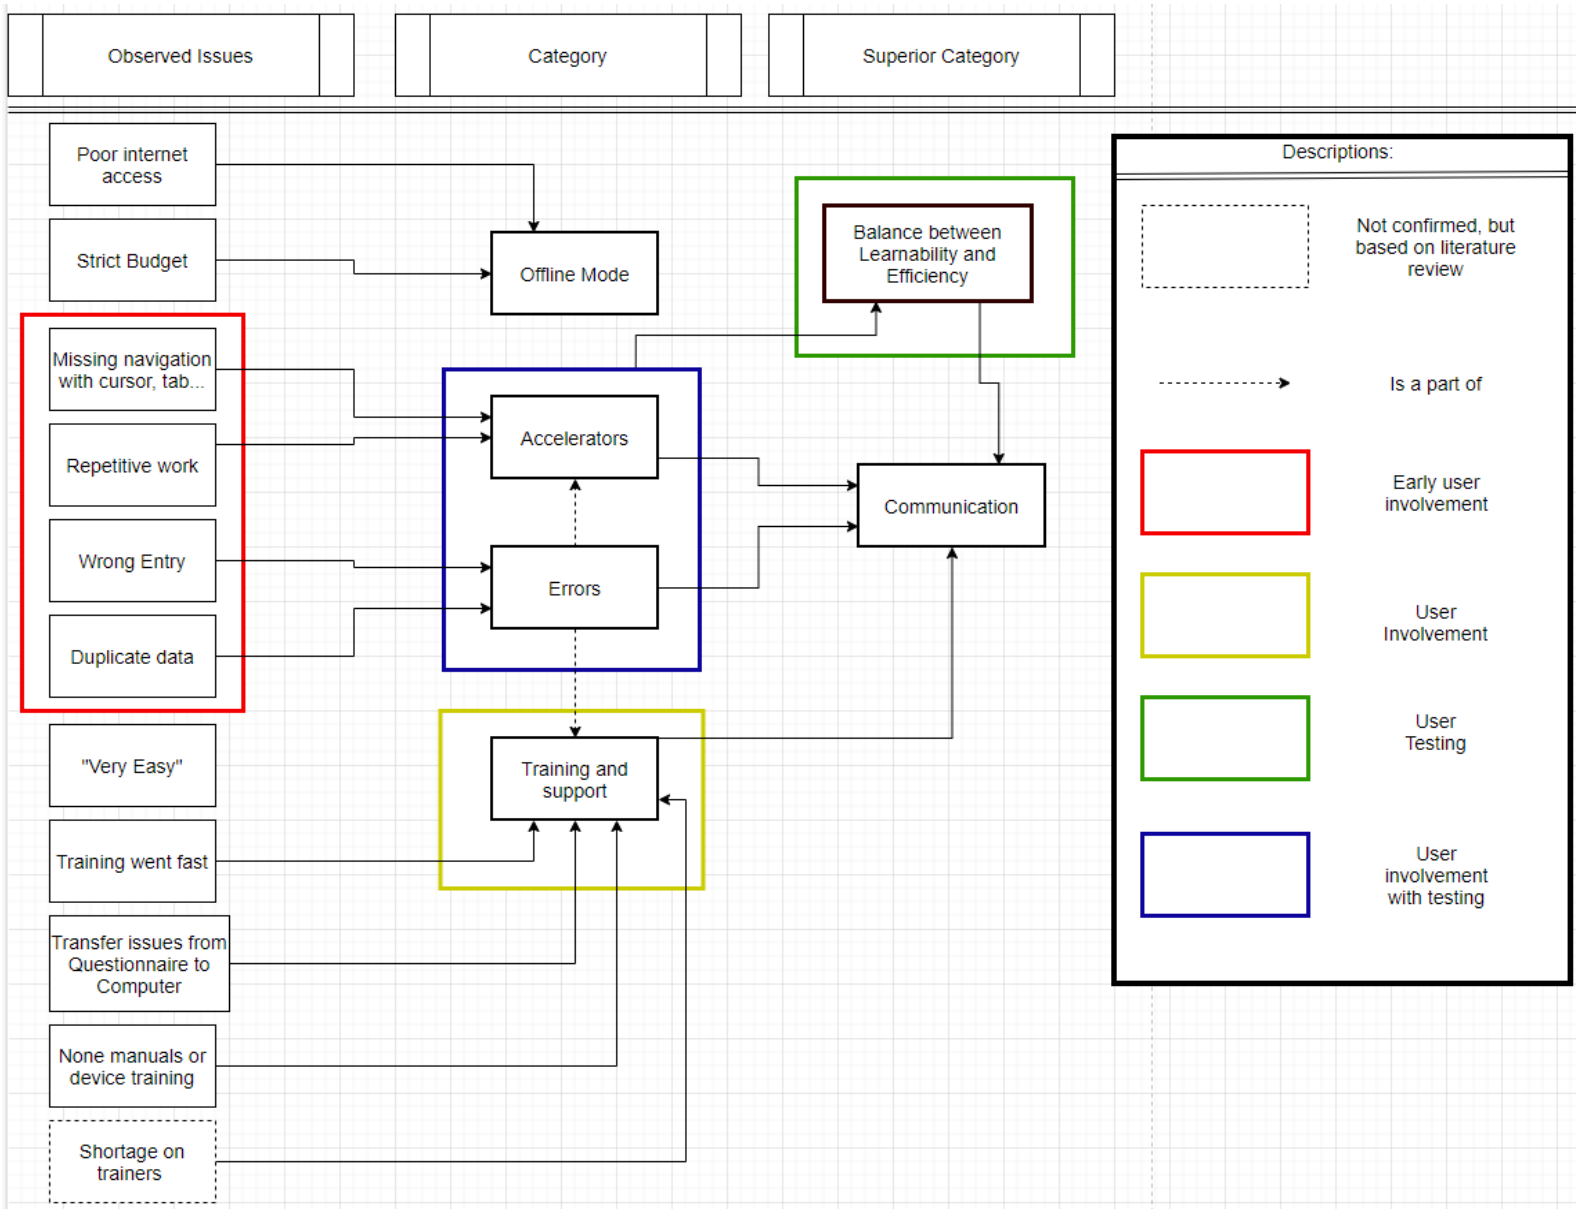 Observed Issues
Category
Superior Category
Poor internet
access
Strict Budget
Missing navigation
with cursor, tab...
Repetitive work
Wrong Entry
Duplicate data
"Very Easy"
Training went fast
Transfer issues from
Questionnaire to
Computer
None manuals or
device training
Shortage on
trainers
Offline Mode
Accelerators
Errors
Training and
support
Balance between
Learnability and
Efficiency
Communication
Descriptions:
Not confirmed, but
based on literature
review
Is a part of
Early user
involvement
User
Involvement
User
Testing
User
involvement
with testing